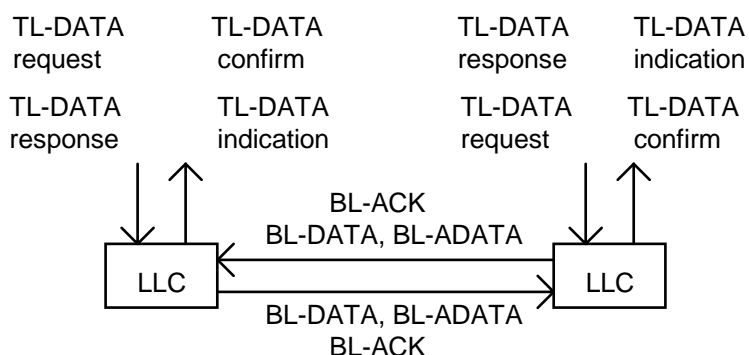 TL-DATA TL-DATA TL-DATA TL-DATA
request confirm response indication
TL-DATA TL-DATA TL-DATA TL-DATA
response indication request confirm
BL-ACK
BL-DATA, BL-ADATA
LLC LLC
BL-DATA, BL-ADATA
BL-ACK